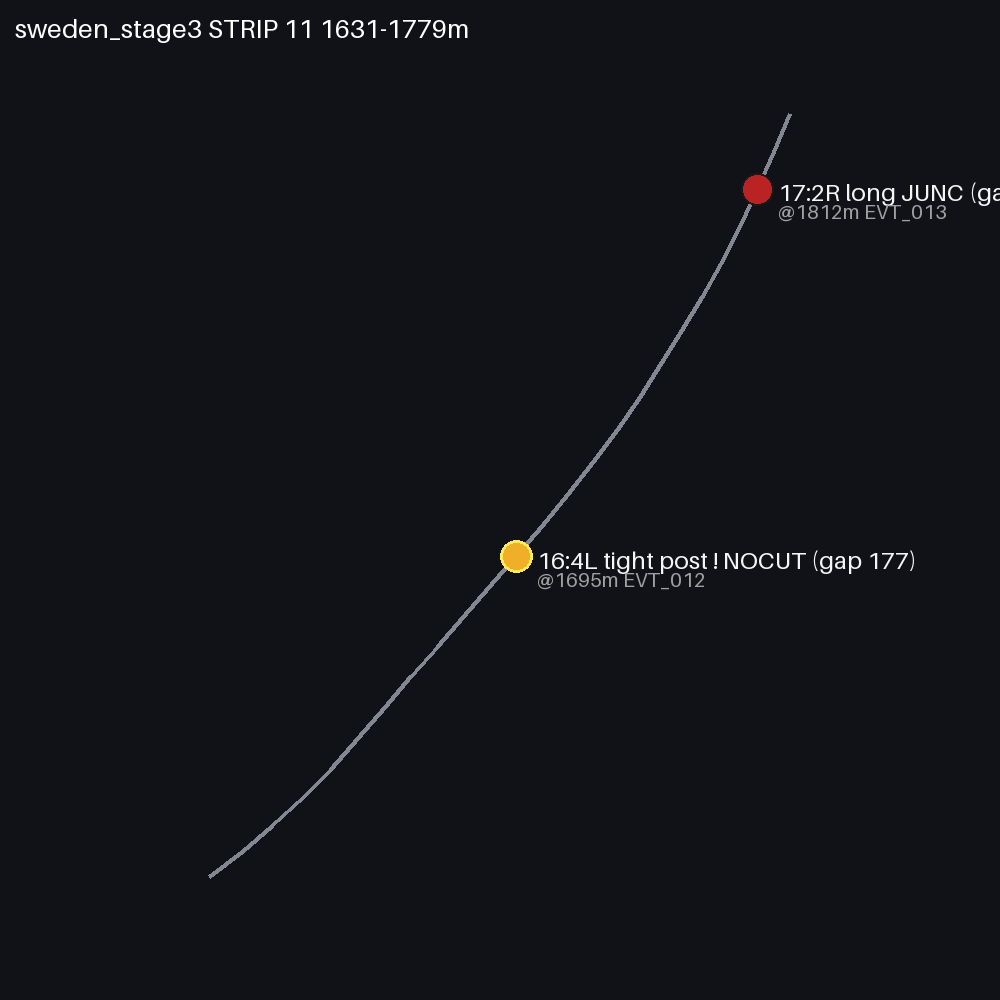 sweden_stage3 STRIP 11 1631-1779m
17:2R long JUNC (ga
@1812m EVT_013
16:4L tight post ! NOCUT (gap 177)
@1695m EVT_012